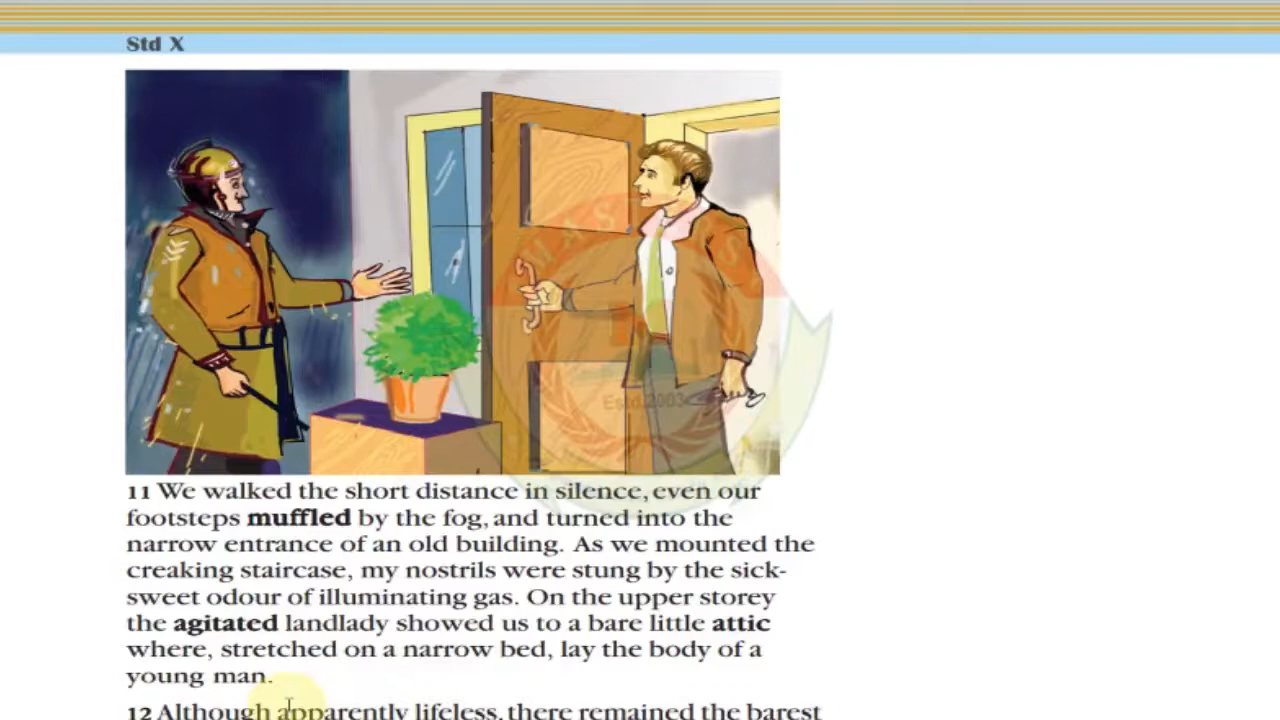 Std X
Estd.2003
11 We walked the short distance in silence, even our
footsteps muffled by the fog, and turned into the
narrow entrance of an old building. As we mounted the
creaking staircase, my nostrils were stung by the sick-
sweet odour of illuminating gas. On the upper storey
the agitated landlady showed us to a bare little attic
where, stretched on a narrow bed, lay the body of a
young man.
12 Although apparently lifeless, there remained the barest